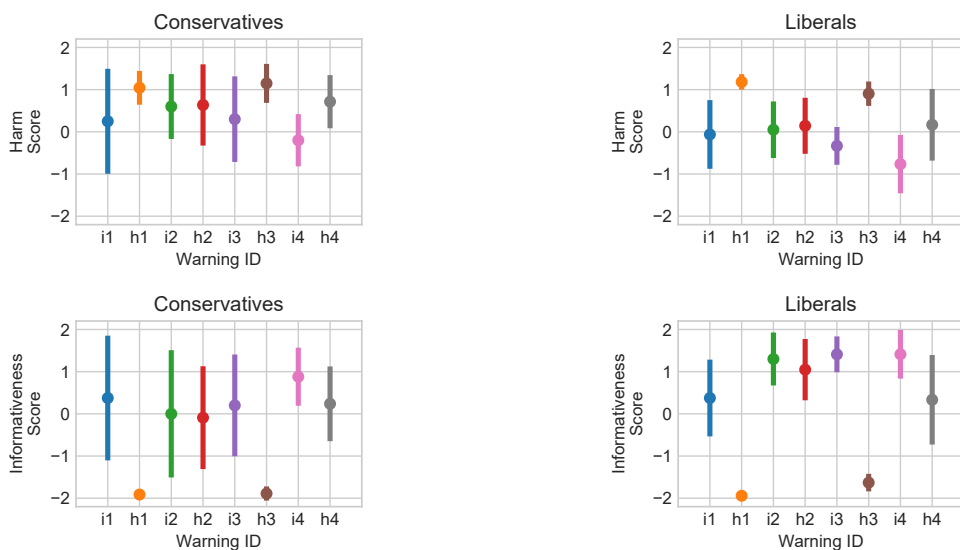 Conservatives
2
1
0
−1
−2
Harm
Score
i1 h1 i2 h2 i3 h3 i4 h4
Warning ID
Liberals
2
1
0
−1
−2
Harm
Score
i1 h1 i2 h2 i3 h3 i4 h4
Warning ID
Conservatives
2
1
0
−1
−2
Informativeness
Score
i1 h1 i2 h2 i3 h3 i4 h4
Warning ID
Liberals
2
1
0
−1
−2
Informativeness
Score
i1 h1 i2 h2 i3 h3 i4 h4
Warning ID